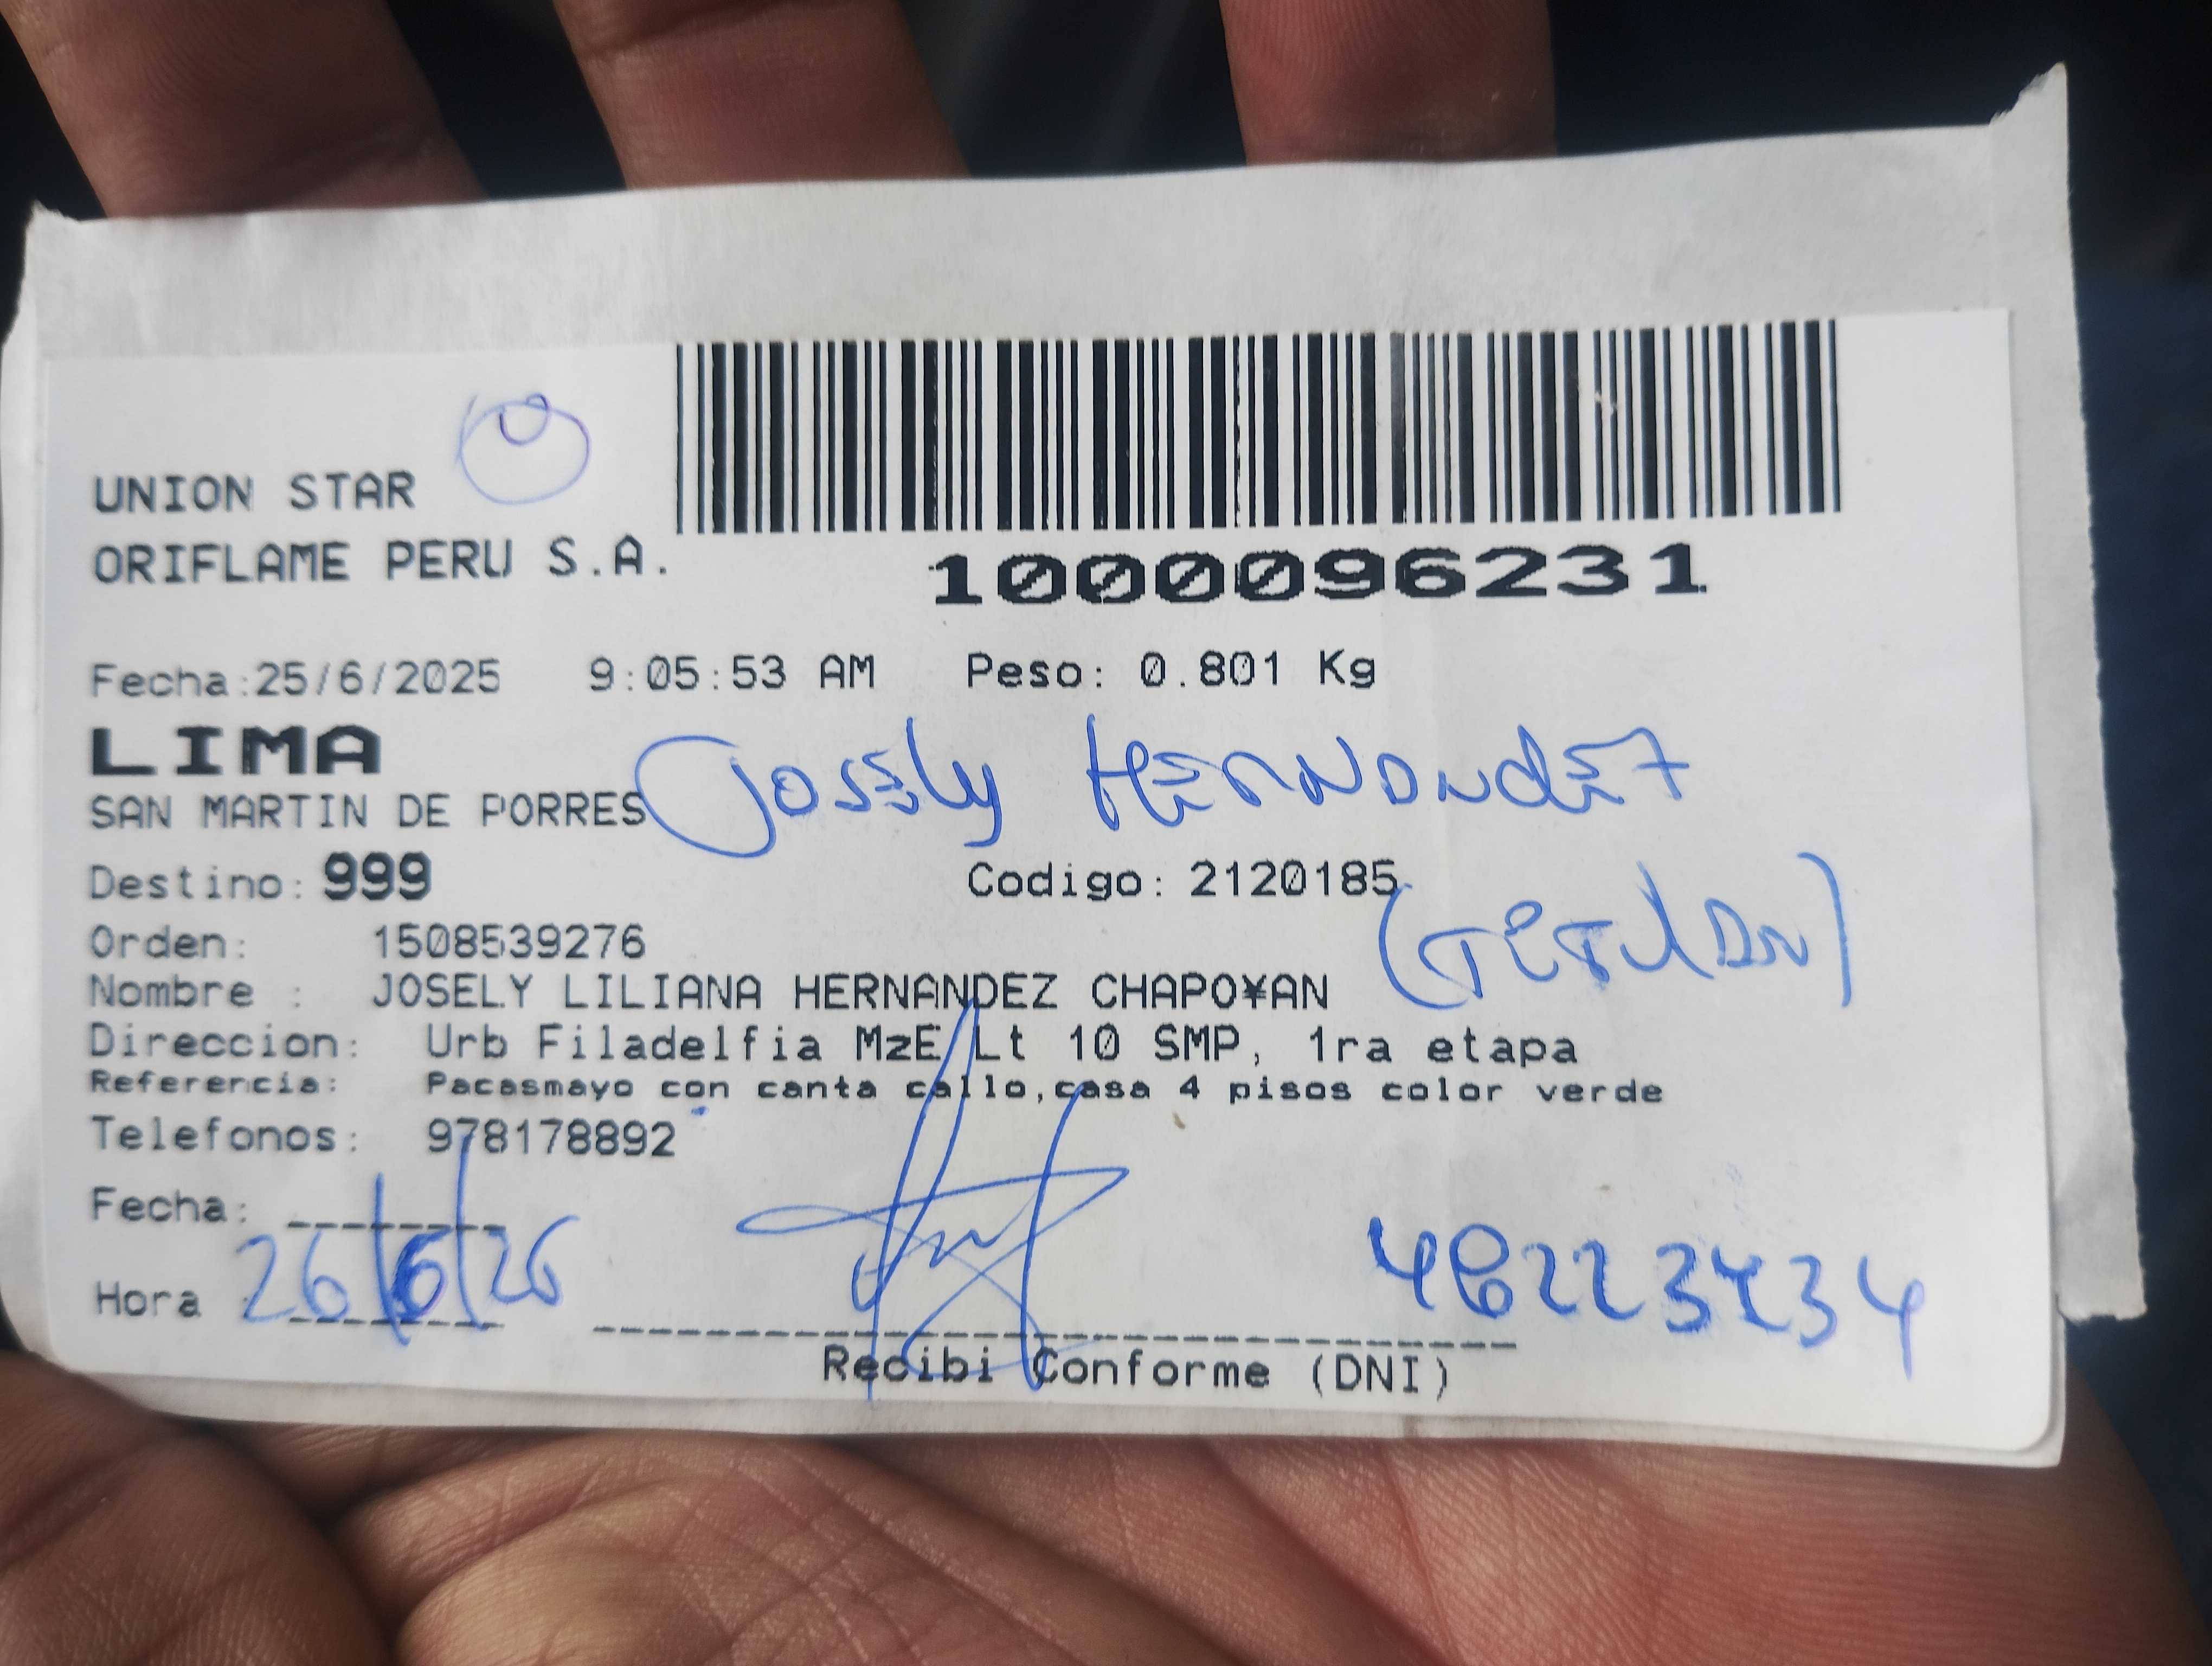 UNION STAR
ORIFLAME PERU S.A.
1000096231
Fecha:25/6/2025 9:05:53 AM Peso: 0.801 Kg
LIMA
SAN MARTIN DE PORRES Josely HERNANDEZ
Destino: 999 Codigo: 2120185
(TETULAR)
Orden: 1508539276
Nombre : JOSELY LILIANA HERNANDEZ CHAPO¥AN
Direccion: Urb Filadelfia MzE Lt 10 SMP, 1ra etapa
Referencia: Pacasmayo con canta callo,casa 4 pisos color verde
Telefonos: 978178892
Fecha:
26/6/26
Hora
Recibi Conforme (DNI)